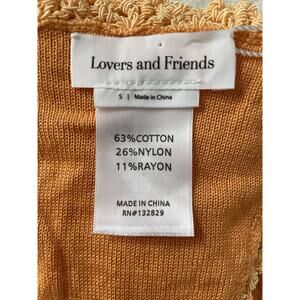 Lovers and Friends
S | Made in China
63%COTTON
26%NYLON
11%RAYON
MADE IN CHINA
RN#132829